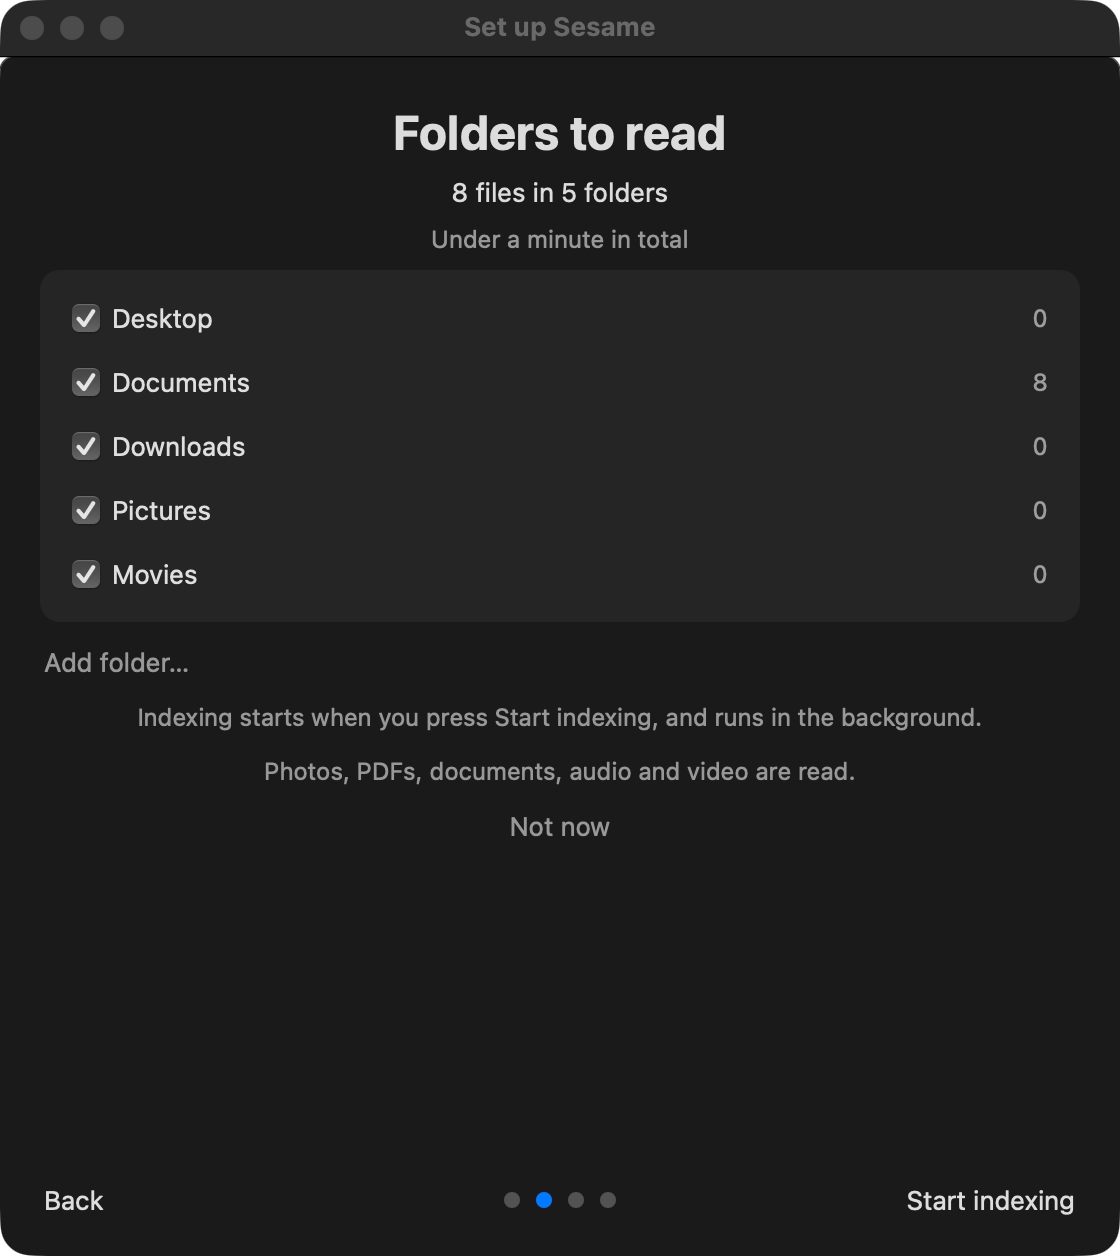 Set up Sesame
Folders to read
8 files in 5 folders
Under a minute in total
Desktop 0
Documents 8
Downloads 0
Pictures 0
Movies 0
Add folder...
Indexing starts when you press Start indexing, and runs in the background.
Photos, PDFs, documents, audio and video are read.
Not now
Back
Start indexing